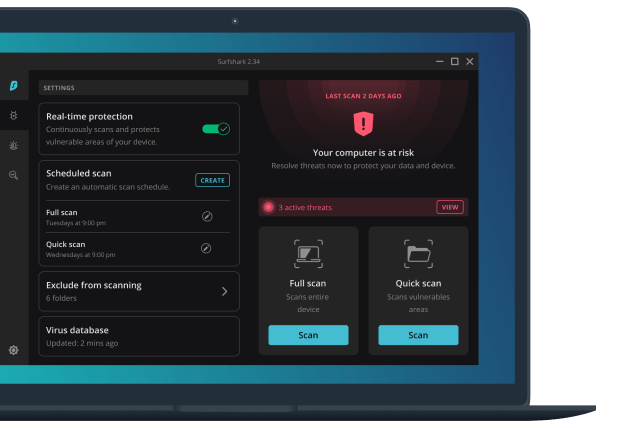 Surfshark 2.34
SETTINGS
Real-time protection
Continuously scans and protects
vulnerable areas of your device.
Scheduled scan
Create an automatic scan schedule.
CREATE
Full scan
Tuesdays at 9:00 pm
Quick scan
Wednesdays at 9:00 pm
Exclude from scanning
6 folders
Virus database
Updated: 2 mins ago
LAST SCAN 2 DAYS AGO
Your computer is at risk
Resolve threats now to protect your data and device.
3 active threats
VIEW
Full scan
Scans entire
device
Scan
Quick scan
Scans vulnerables
areas
Scan